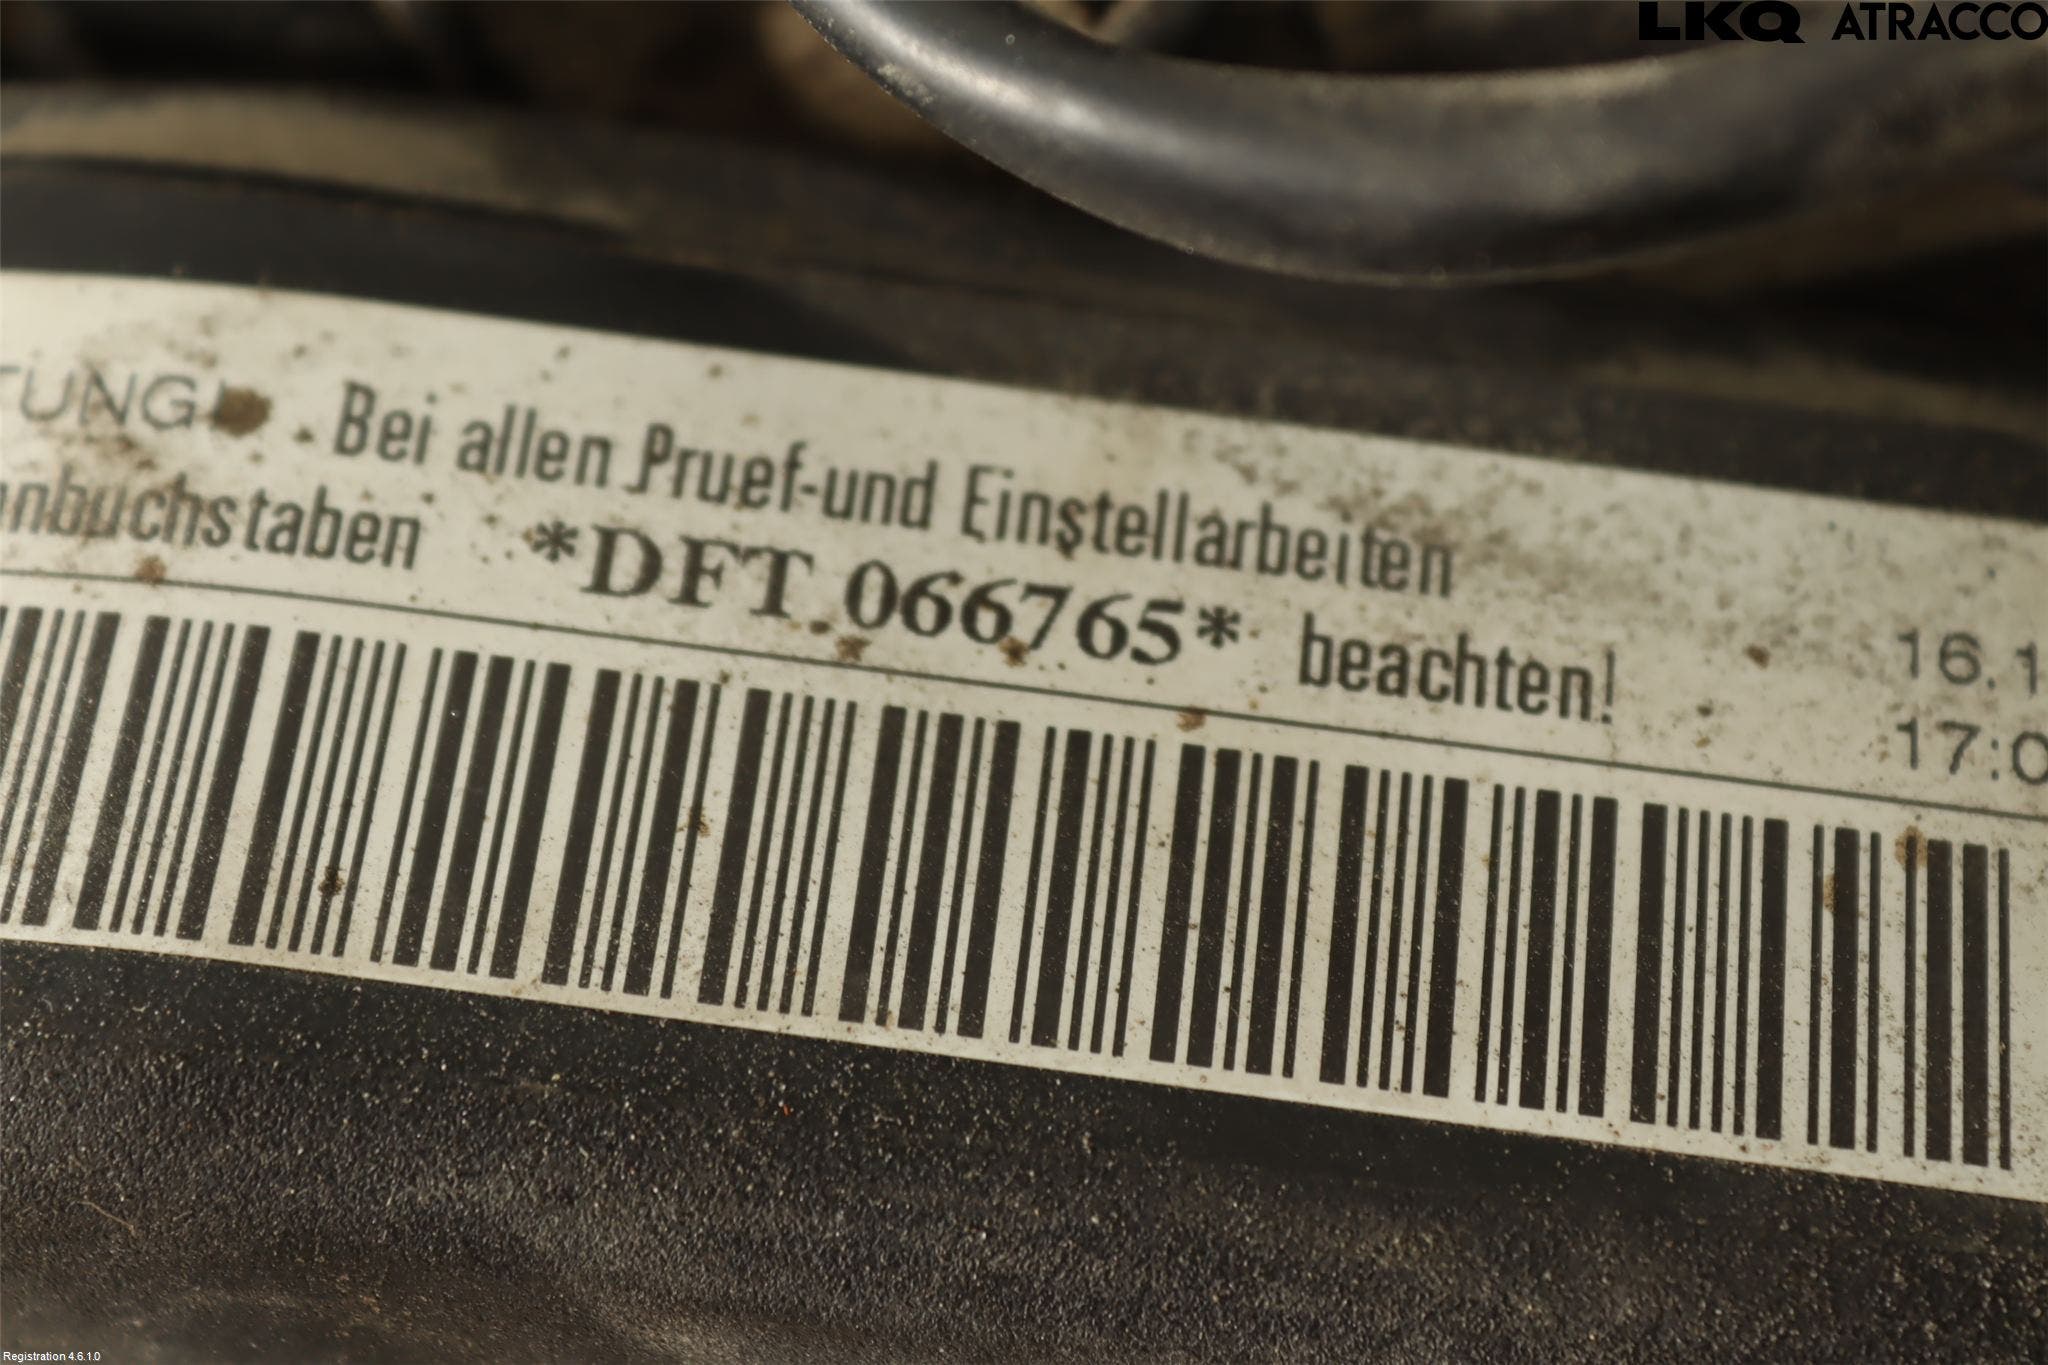 LKQ ATRACCO
TUNG! Bei allen Pruef-und Einstellarbeiten
nbuchstaben *DFT 066765* beachten!
16.1
17:0
Registration 4.6.1.0